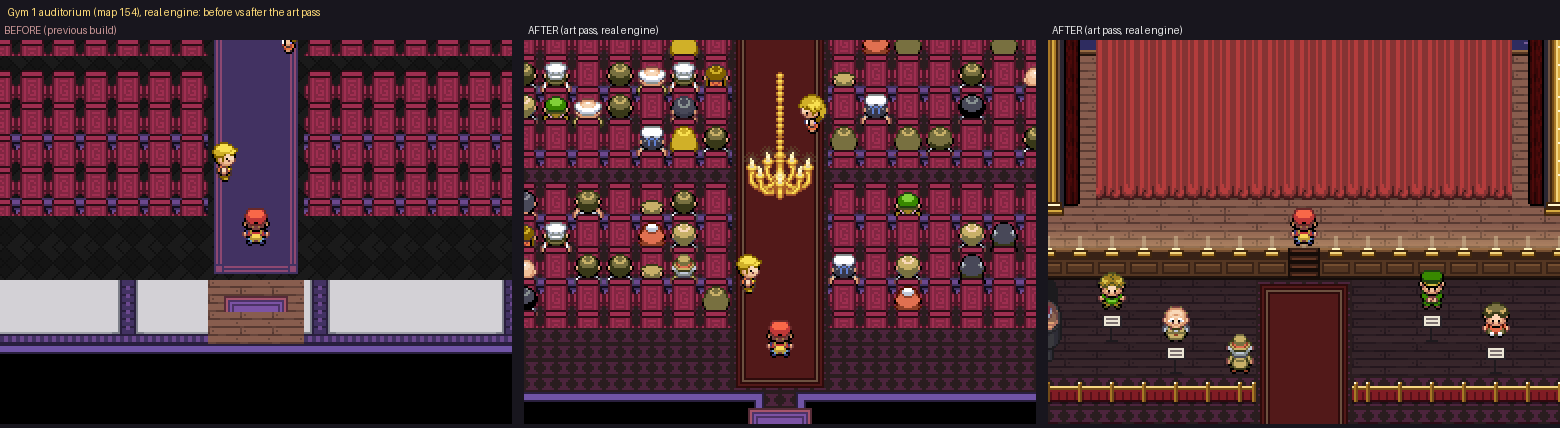 Gym 1 auditorium (map 154), real engine: before vs after the art pass
BEFORE (previous build)
AFTER (art pass, real engine)
AFTER (art pass, real engine)